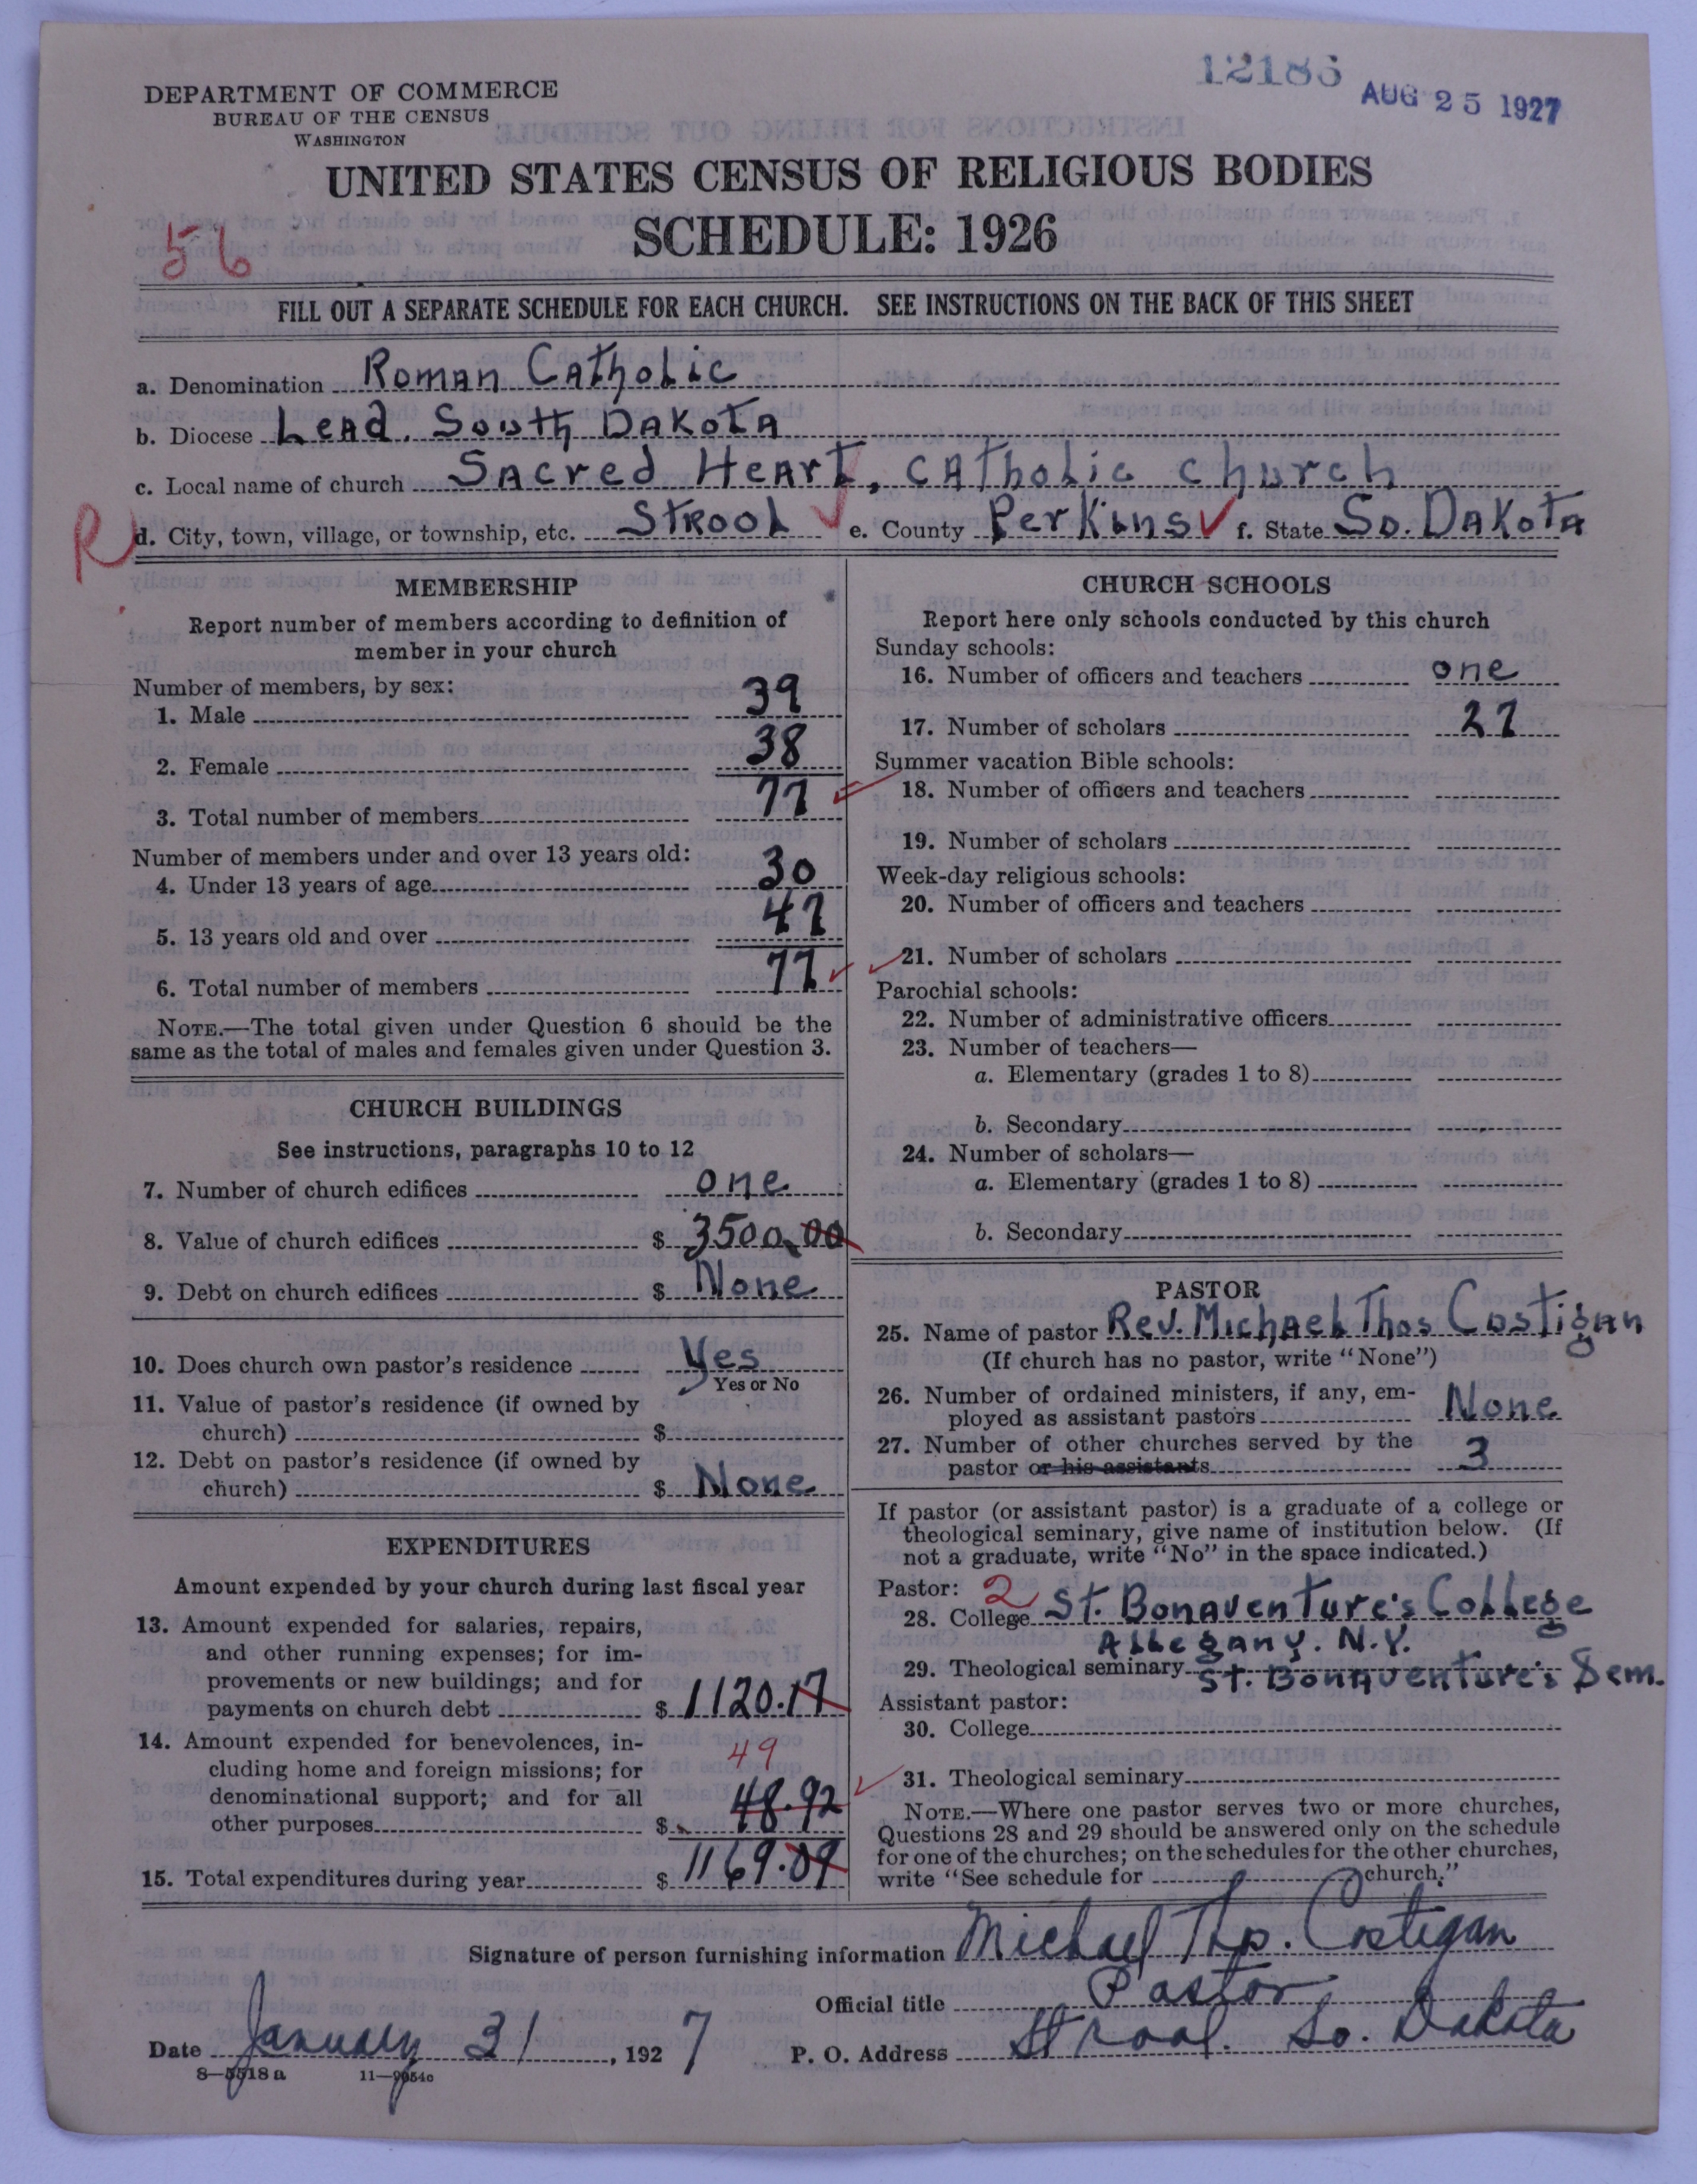 12186
AUG 25 1927
DEPARTMENT OF COMMERCE
BUREAU OF THE CENSUS
WASHINGTON
UNITED STATES CENSUS OF RELIGIOUS BODIES
SCHEDULE: 1926
56
FILL OUT A SEPARATE SCHEDULE FOR EACH CHURCH. SEE INSTRUCTIONS ON THE BACK OF THIS SHEET
a. Denomination Roman Catholic
b. Diocese Lead. South Dakota
c. Local name of church Sacred Heart, Catholic Church
R
d. City, town, village, or township, etc. Strool e. County Perkins f. State So. Dakota
MEMBERSHIP
Report number of members according to definition of
member in your church
Number of members, by sex:
1. Male 39
2. Female 38
3. Total number of members 77
Number of members under and over 13 years old:
4. Under 13 years of age 30
5. 13 years old and over 47
6. Total number of members 77
NOTE.—The total given under Question 6 should be the
same as the total of males and females given under Question 3.
CHURCH BUILDINGS
See instructions, paragraphs 10 to 12
7. Number of church edifices one
8. Value of church edifices $ 3500.00
9. Debt on church edifices $ None
10. Does church own pastor's residence Yes
Yes or No
11. Value of pastor's residence (if owned by
church) $
12. Debt on pastor's residence (if owned by
church) $ None
EXPENDITURES
Amount expended by your church during last fiscal year
13. Amount expended for salaries, repairs,
and other running expenses; for im-
provements or new buildings; and for
payments on church debt $ 1120.17
14. Amount expended for benevolences, in-
cluding home and foreign missions; for 49
denominational support; and for all
other purposes $ 48.92
15. Total expenditures during year $ 1169.09
CHURCH SCHOOLS
Report here only schools conducted by this church
Sunday schools:
16. Number of officers and teachers one
17. Number of scholars 27
Summer vacation Bible schools:
18. Number of officers and teachers
19. Number of scholars
Week-day religious schools:
20. Number of officers and teachers
21. Number of scholars
Parochial schools:
22. Number of administrative officers
23. Number of teachers—
a. Elementary (grades 1 to 8)
b. Secondary
24. Number of scholars—
a. Elementary (grades 1 to 8)
b. Secondary
PASTOR
25. Name of pastor Rev. Michael Thos Costigan
(If church has no pastor, write "None")
26. Number of ordained ministers, if any, em-
ployed as assistant pastors None
27. Number of other churches served by the
pastor or his assistants 3
If pastor (or assistant pastor) is a graduate of a college or
theological seminary, give name of institution below. (If
not a graduate, write "No" in the space indicated.)
Pastor: 2
28. College St. Bonaventure's College
Allegany. N.Y.
29. Theological seminary St. Bonaventure's Sem.
Assistant pastor:
30. College
31. Theological seminary
NOTE.—Where one pastor serves two or more churches,
Questions 28 and 29 should be answered only on the schedule
for one of the churches; on the schedules for the other churches,
write "See schedule for church."
Signature of person furnishing information Michael Thos. Costigan
Official title Pastor
Date January 31, 1927 P. O. Address Strool. So. Dakota
8—5518 a 11—9054c